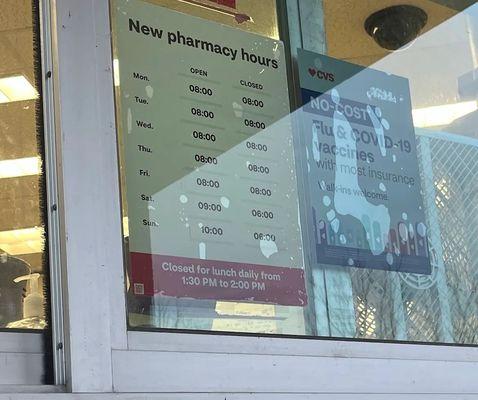 New pharmacy hours
OPEN CLOSED
Mon. 08:00 08:00
Tue. 08:00 08:00
Wed. 08:00 08:00
Thu. 08:00 08:00
Fri. 08:00 08:00
Sat. 09:00 06:00
Sun. 10:00 06:00
Closed for lunch daily from
1:30 PM to 2:00 PM
CVS
NO-COST
Flu & COVID-19
vaccines
with most insurance
Walk-ins welcome.